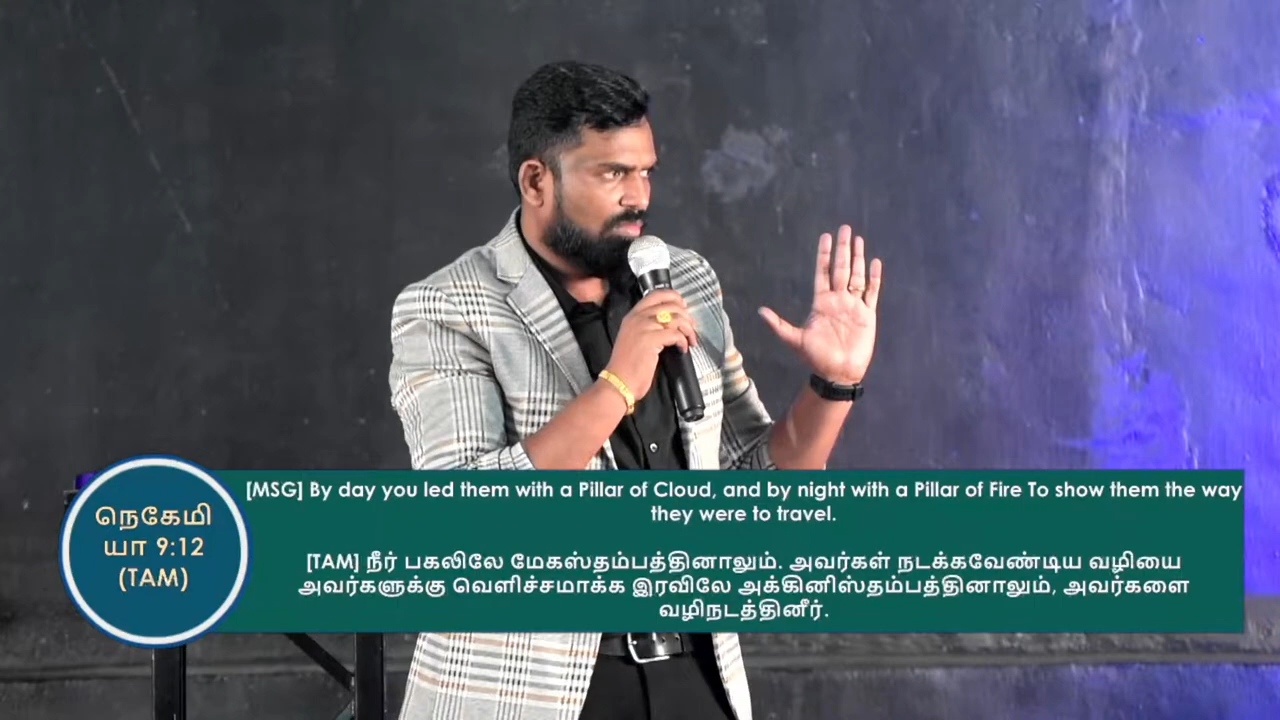 நெகேமி
யா 9:12
(TAM)
[MSG] By day you led them with a Pillar of Cloud, and by night with a Pillar of Fire To show them the way
they were to travel.
[TAM] நீர் பகலிலே மேகஸ்தம்பத்தினாலும். அவர்கள் நடக்கவேண்டிய வழியை
அவர்களுக்கு வெளிச்சமாக்க இரவிலே அக்கினிஸ்தம்பத்தினாலும், அவர்களை
வழிநடத்தினீர்.